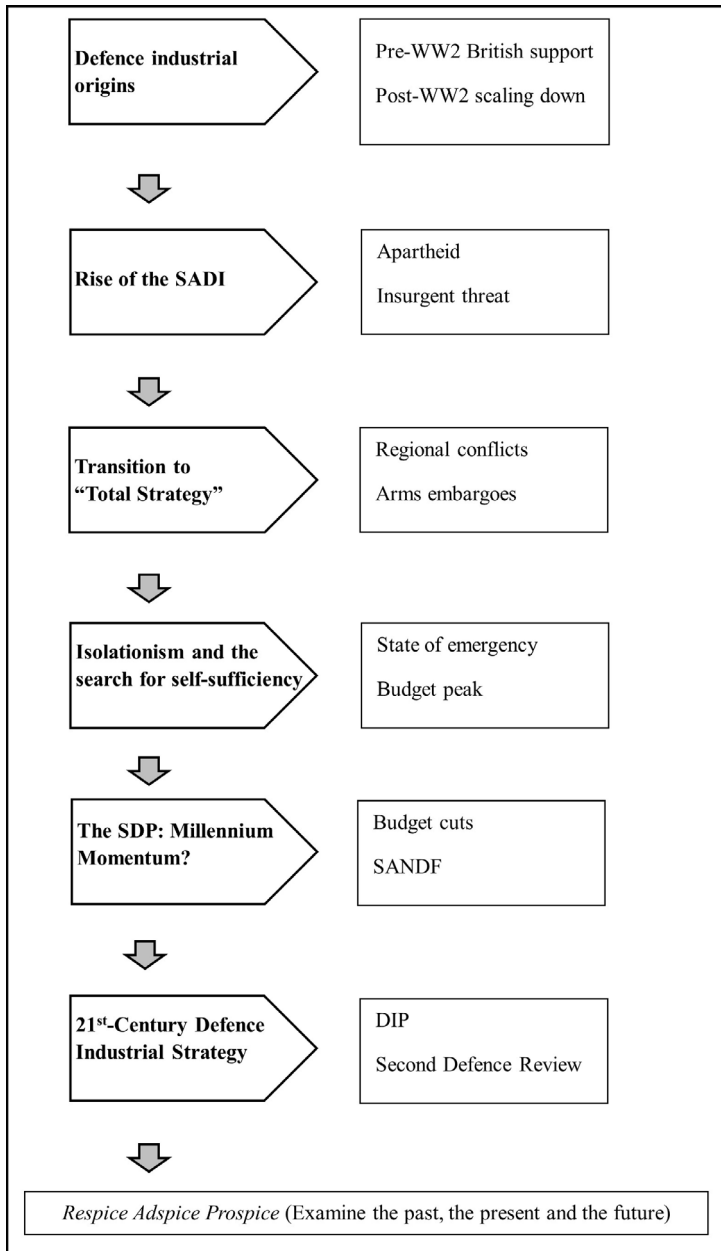 Defence industrial
origins
Pre-WW2 British support
Post-WW2 scaling down
Rise of the SADI
Apartheid
Insurgent threat
Transition to
“Total Strategy”
Regional conflicts
Arms embargoes
Isolationism and the
search for self-sufficiency
State of emergency
Budget peak
The SDP: Millennium
Momentum?
Budget cuts
SANDF
21st-Century Defence
Industrial Strategy
DIP
Second Defence Review
Respice Adspice Prospice (Examine the past, the present and the future)